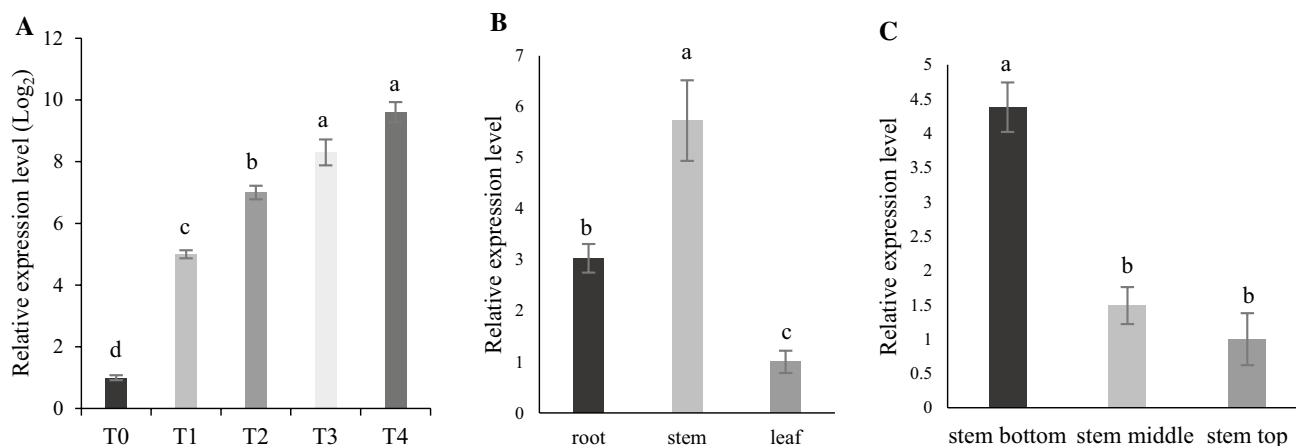 A
Relative expression level (Log₂)
12
10
8
6
4
2
0
d
c
b
a
a
T0 T1 T2 T3 T4
B
Relative expression level
7
6
5
4
3
2
1
0
b
a
c
root stem leaf
C
Relative expression level
5
4.5
4
3.5
3
2.5
2
1.5
1
0.5
0
a
b
b
stem bottom stem middle stem top